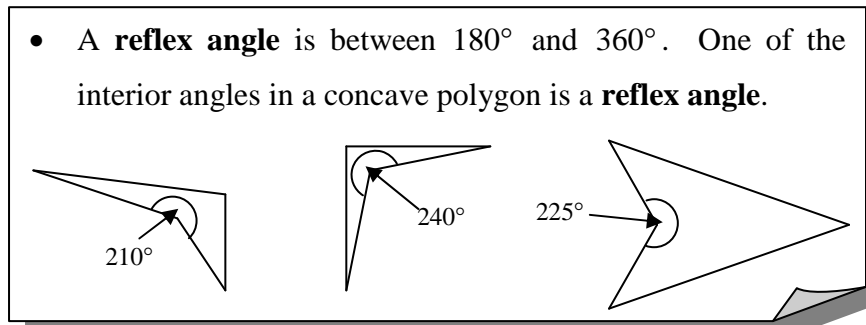 • A reflex angle is between 180° and 360°. One of the
interior angles in a concave polygon is a reflex angle.
210°
240°
225°